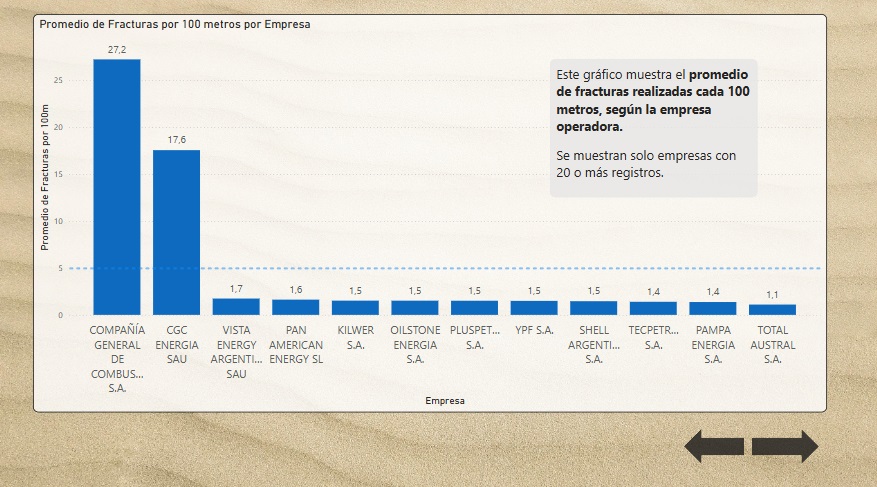 Promedio de Fracturas por 100 metros por Empresa
Promedio de Fracturas por 100m
25
20
15
10
5
0
27,2
17,6
1,7
1,6
1,5
1,5
1,5
1,5
1,5
1,4
1,4
1,1
Este gráfico muestra el promedio
de fracturas realizadas cada 100
metros, según la empresa
operadora.
Se muestran solo empresas con
20 o más registros.
COMPAÑÍA
GENERAL
DE
COMBUS...
S.A.
CGC
ENERGIA
SAU
VISTA
ENERGY
ARGENTI...
SAU
PAN
AMERICAN
ENERGY SL
KILWER
S.A.
OILSTONE
ENERGIA
S.A.
PLUSPET...
S.A.
YPF S.A.
SHELL
ARGENTI...
S.A.
TECPETR...
S.A.
PAMPA
ENERGIA
S.A.
TOTAL
AUSTRAL
S.A.
Empresa